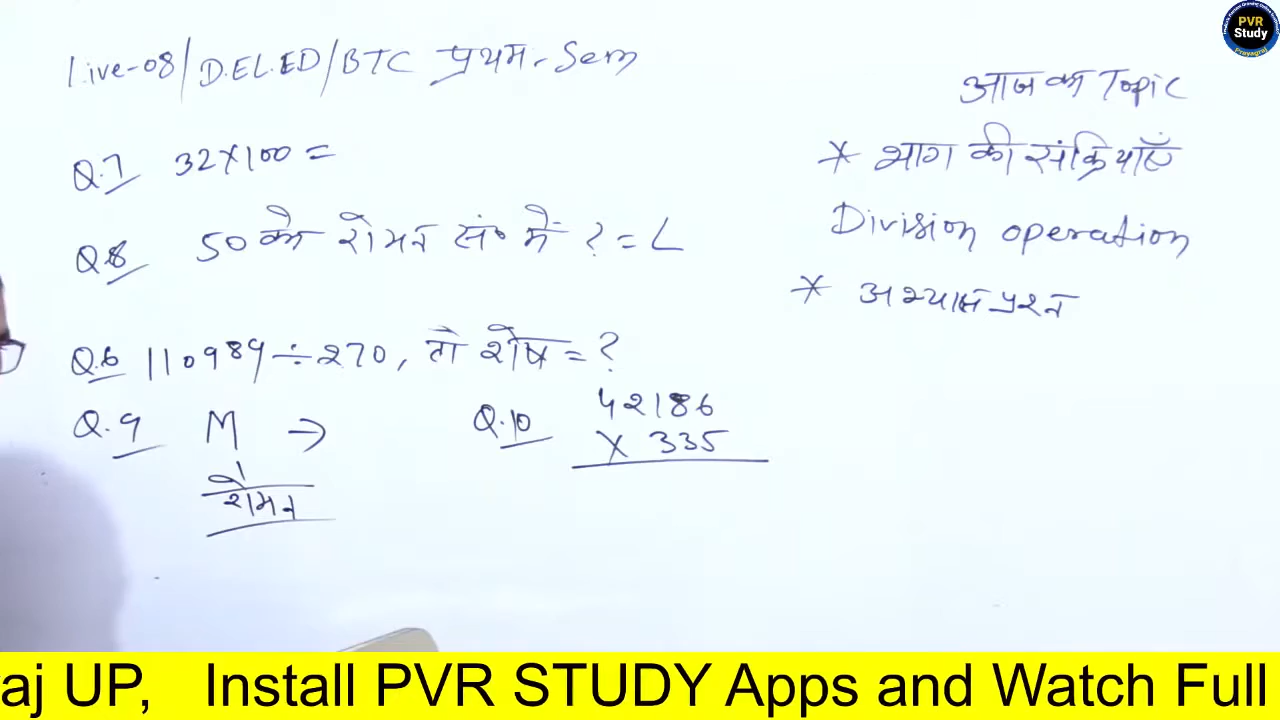 Live-08/D.EL.ED/BTC प्रथम- Sem
Q.7 32×100=
Q.8 50 को रोमन सं० में ? = L
Q.6 110989÷270, तो शेष = ?
Q.9 M →
रोमन
Q.10 42186
× 335
आज का Topic
* भाग की संक्रियाएँ
Division operation
* अभ्यास प्रश्न
PVR
Study
Prayagraj
aj UP, Install PVR STUDY Apps and Watch Full